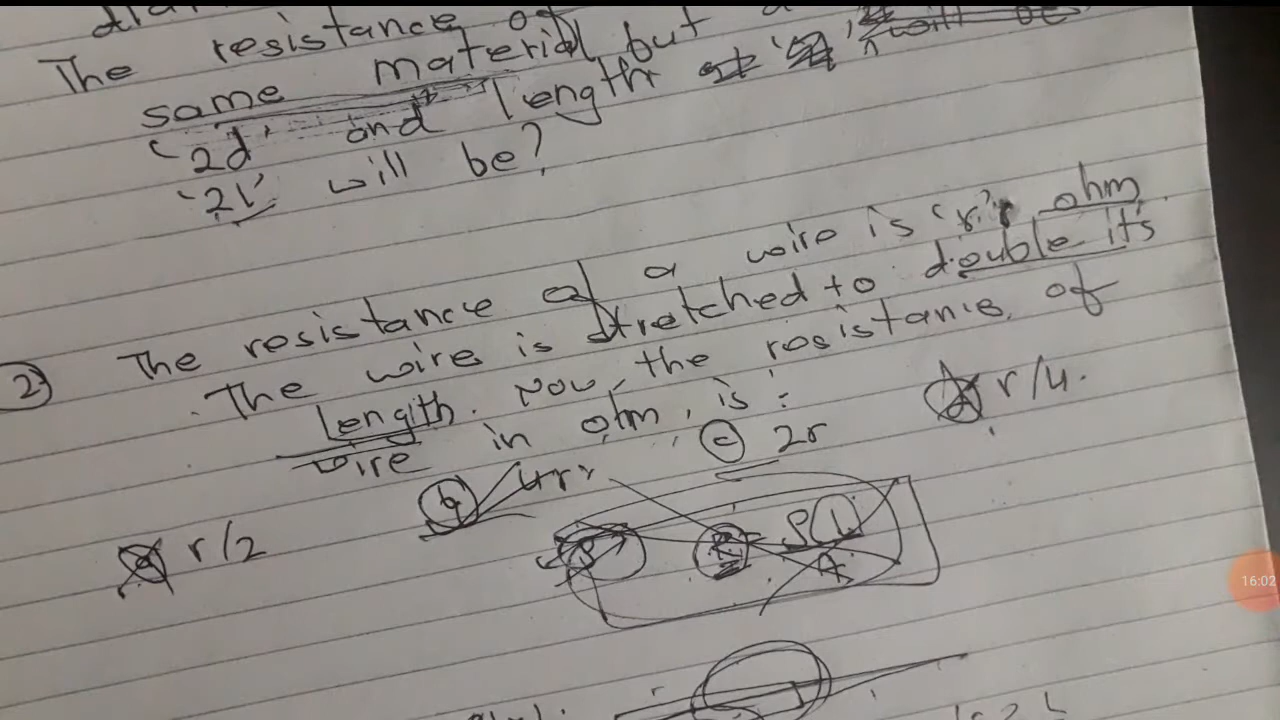 The resistance of
same material but
'2d' and length
'2l' will be?
2) The resistance of a wire is 'r' ohm.
The wire is stretched to double it's
length. Now, the resistance of
wire in ohm, is:
r/2
b 4r
c 2r
r/4.
R = ρ(L)
A
16:02